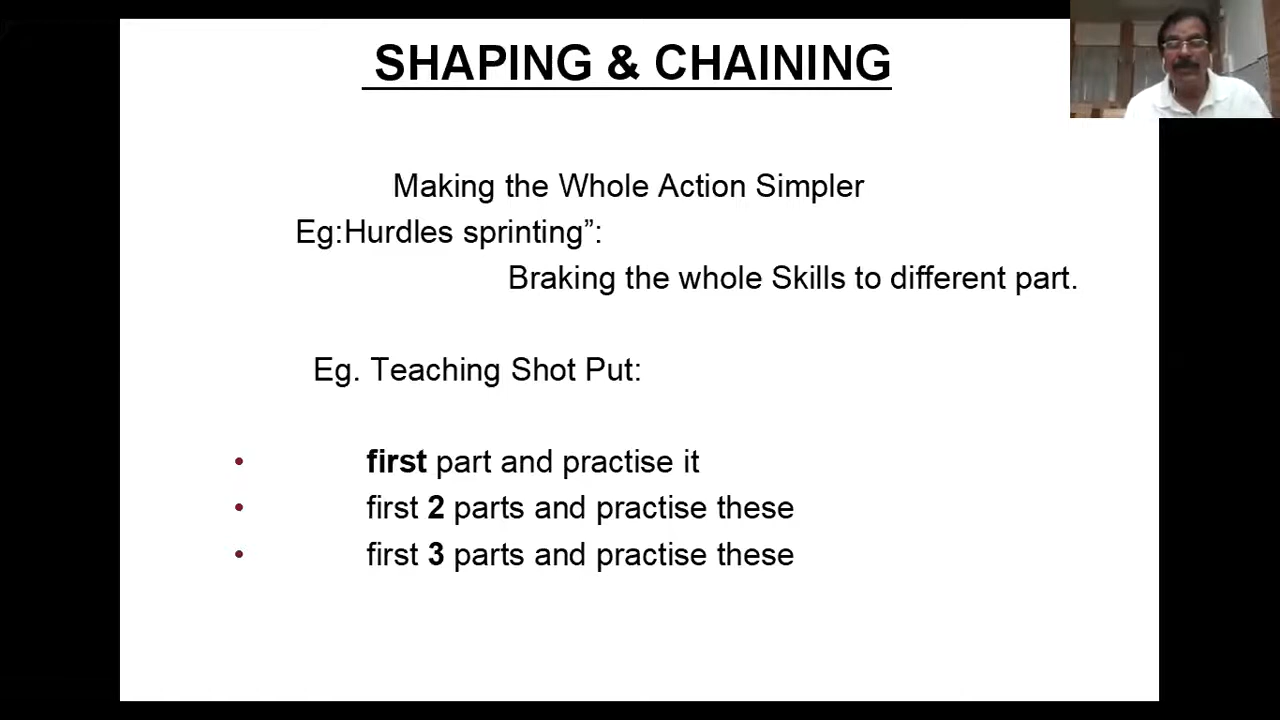 SHAPING & CHAINING
Making the Whole Action Simpler
Eg:Hurdles sprinting”:
Braking the whole Skills to different part.
Eg. Teaching Shot Put:
• first part and practise it
• first 2 parts and practise these
• first 3 parts and practise these